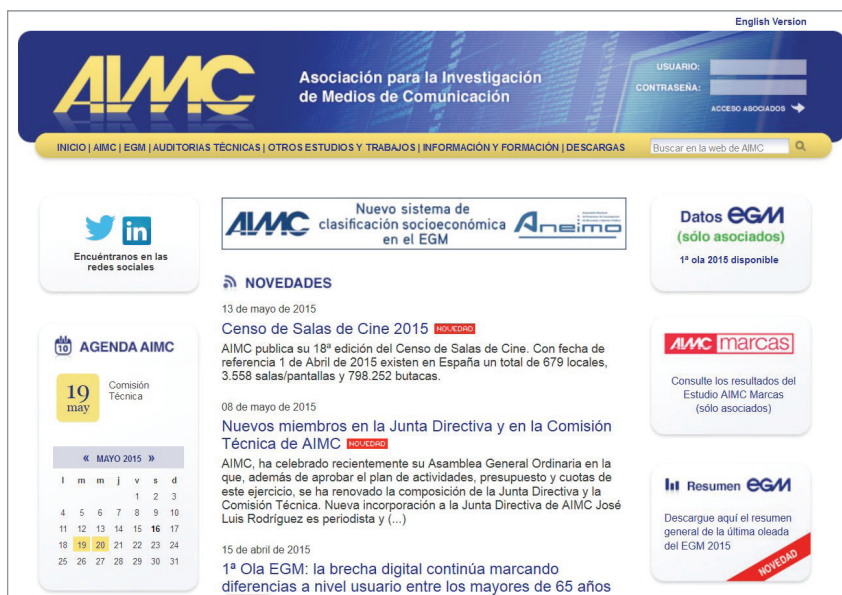 English Version
AIMC
Asociación para la Investigación
de Medios de Comunicación
USUARIO:
CONTRASEÑA:
ACCESO ASOCIADOS
INICIO | AIMC | EGM | AUDITORIAS TÉCNICAS | OTROS ESTUDIOS Y TRABAJOS | INFORMACIÓN Y FORMACIÓN | DESCARGAS
Buscar en la web de AIMC
Encuéntranos en las
redes sociales
AGENDA AIMC
10
19
may
Comisión
Técnica
« MAYO 2015 »
l m m j v s d
1 2 3
4 5 6 7 8 9 10
11 12 13 14 15 16 17
18 19 20 21 22 23 24
25 26 27 28 29 30 31
AIMC
Nuevo sistema de
clasificación socioeconómica
en el EGM
Aneimo
NOVEDADES
13 de mayo de 2015
Censo de Salas de Cine 2015 NOVEDAD
AIMC publica su 18ª edición del Censo de Salas de Cine. Con fecha de
referencia 1 de Abril de 2015 existen en España un total de 679 locales,
3.558 salas/pantallas y 798.252 butacas.
08 de mayo de 2015
Nuevos miembros en la Junta Directiva y en la Comisión
Técnica de AIMC NOVEDAD
AIMC, ha celebrado recientemente su Asamblea General Ordinaria en la
que, además de aprobar el plan de actividades, presupuesto y cuotas de
este ejercicio, se ha renovado la composición de la Junta Directiva y la
Comisión Técnica. Nueva incorporación a la Junta Directiva de AIMC José
Luis Rodríguez es periodista y (...)
15 de abril de 2015
1ª Ola EGM: la brecha digital continúa marcando
diferencias a nivel usuario entre los mayores de 65 años
Datos EGM
(sólo asociados)
1ª ola 2015 disponible
AIMC marcas
Consulte los resultados del
Estudio AIMC Marcas
(sólo asociados)
Resumen EGM
Descargue aquí el resumen
general de la última oleada
del EGM 2015
NOVEDAD